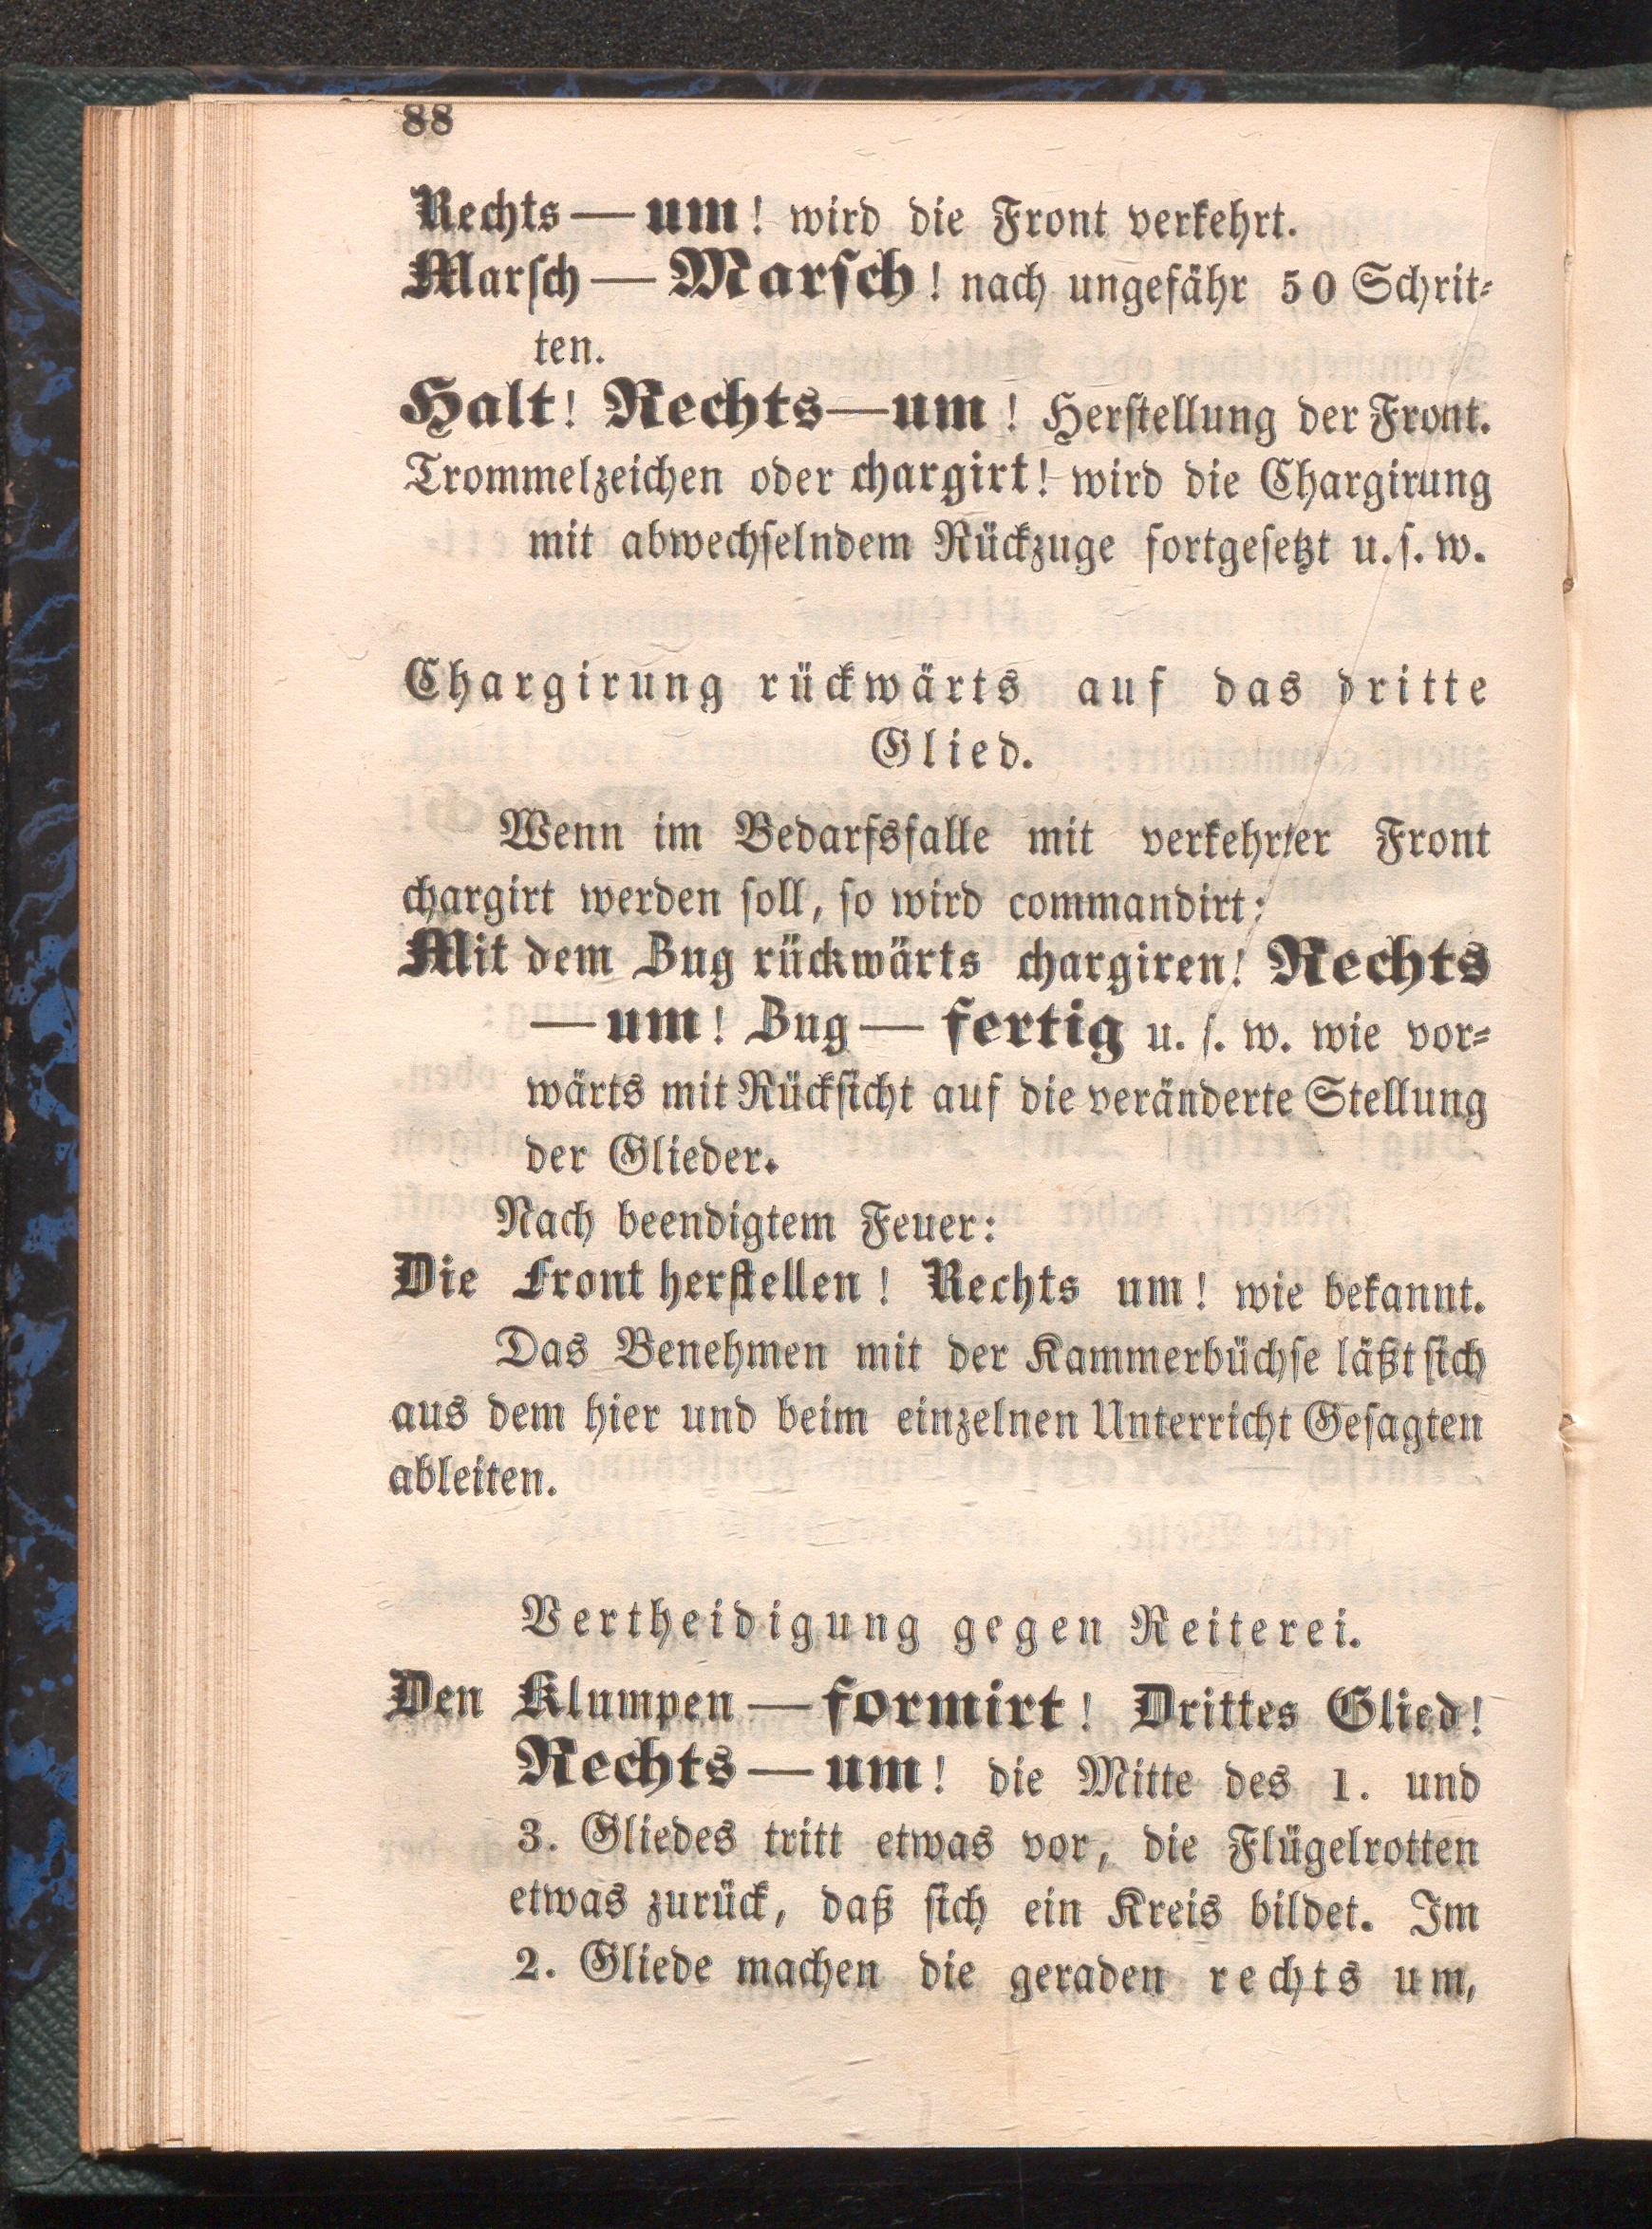 88
Rechts — um! wird die Front verkehrt.
Marsch — Marsch! nach ungefähr 50 Schrit-
ten.
Halt! Rechts—um! Herstellung der Front.
Trommelzeichen oder chargirt! wird die Chargirung
mit abwechselndem Rückzuge fortgesetzt u. s. w.
Chargirung rückwärts auf das dritte
Glied.
Wenn im Bedarfsfalle mit verkehrter Front
chargirt werden soll, so wird commandirt:
Mit dem Zug rückwärts chargiren! Rechts
— um! Zug — fertig u. s. w. wie vor-
wärts mit Rücksicht auf die veränderte Stellung
der Glieder.
Nach beendigtem Feuer:
Die Front herstellen! Rechts um! wie bekannt.
Das Benehmen mit der Kammerbüchse läßt sich
aus dem hier und beim einzelnen Unterricht Gesagten
ableiten.
Vertheidigung gegen Reiterei.
Den Klumpen — formirt! Drittes Glied!
Rechts — um! die Mitte des 1. und
3. Gliedes tritt etwas vor, die Flügelrotten
etwas zurück, daß sich ein Kreis bildet. Im
2. Gliede machen die geraden rechts um,